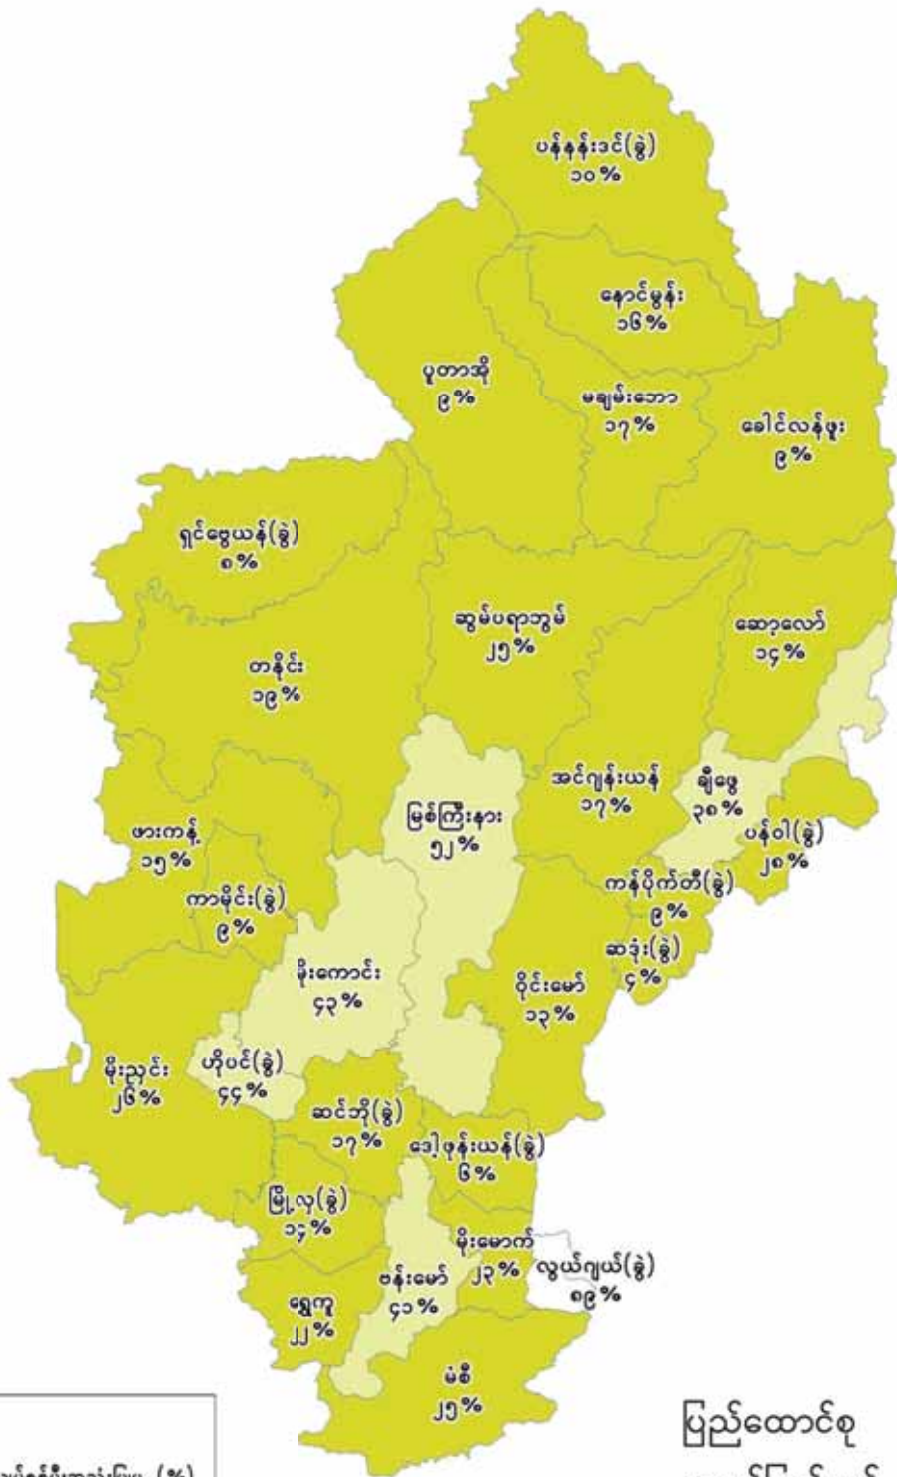 ပန်နန်းဒင်(ခွဲ)
၁၀%
နောင်မွန်း
၁၆%
ပူတာအို
၉%
မချမ်းဘော
၁၇%
ခေါင်လန်ဖူး
၉%
ရှင်ဗွေယန်(ခွဲ)
၈%
ဆွမ်ပရာဘွမ်
၂၅%
ဆော့လော်
၁၄%
တနိုင်း
၁၉%
အင်ဂျန်းယန်
၁၇%
ချီဖွေ
၃၈%
မြစ်ကြီးနား
၅၂%
ဖားကန့်
၁၅%
ပန်ဝါ(ခွဲ)
၂၈%
ကာမိုင်း(ခွဲ)
၉%
ကန်ပိုက်တီ(ခွဲ)
၉%
ဆဒုံး(ခွဲ)
၄%
မိုးကောင်း
၄၃%
ဝိုင်းမော်
၁၃%
မိုးညှင်း
၂၆%
ဟိုပင်(ခွဲ)
၄၄%
ဆင်ဘို(ခွဲ)
၁၇%
ဒေါ့ဖုန်းယန်(ခွဲ)
၆%
မြို့လှ(ခွဲ)
၁၄%
မိုးမောက်
၂၃%
လွယ်ဂျယ်(ခွဲ)
၈၉%
ဗန်းမော်
၄၁%
ရွှေကူ
၂၂%
မံစီ
၂၅%
ပြည်ထောင်စု
(%)